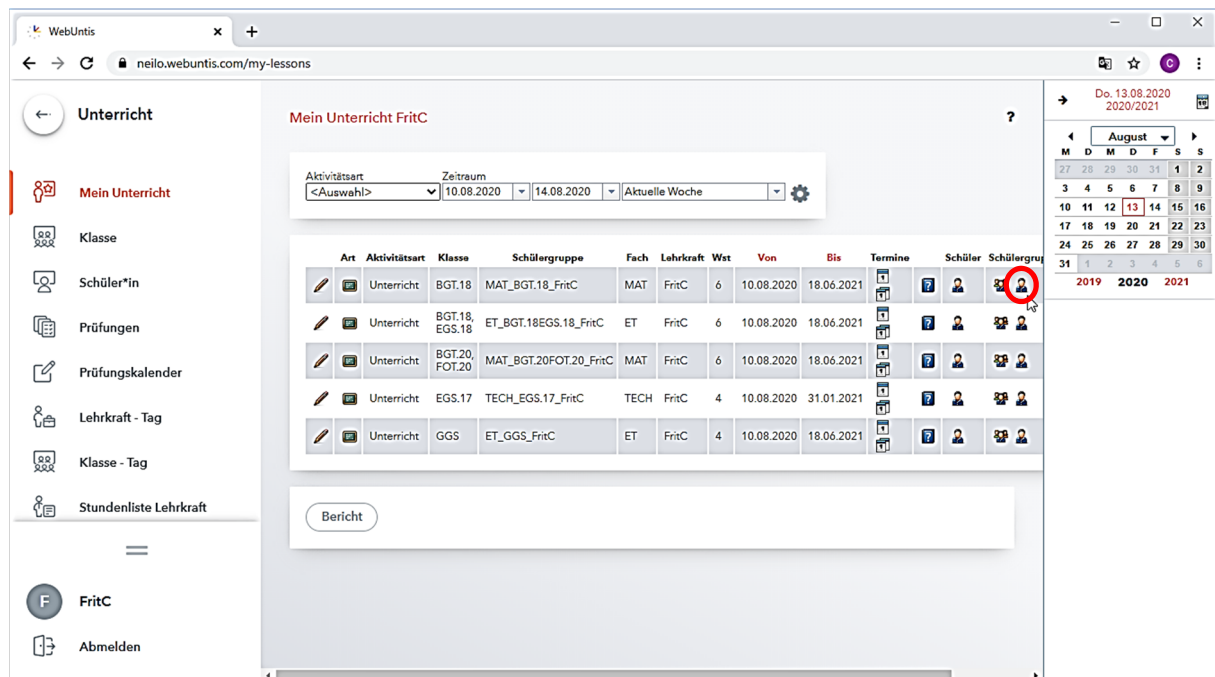 WebUntis
neilo.webuntis.com/my-lessons
C
Unterricht
Mein Unterricht
Klasse
Schüler*in
Prüfungen
Prüfungskalender
Lehrkraft - Tag
Klasse - Tag
Stundenliste Lehrkraft
F FritC
Abmelden
Mein Unterricht FritC ?
Aktivitätsart Zeitraum
<Auswahl> 10.08.2020 14.08.2020 Aktuelle Woche
Art Aktivitätsart Klasse Schülergruppe Fach Lehrkraft Wst Von Bis Termine Schüler Schülergrup
Unterricht BGT.18 MAT_BGT.18_FritC MAT FritC 6 10.08.2020 18.06.2021
Unterricht BGT.18, EGS.18 ET_BGT.18EGS.18_FritC ET FritC 6 10.08.2020 18.06.2021
Unterricht BGT.20, FOT.20 MAT_BGT.20FOT.20_FritC MAT FritC 6 10.08.2020 18.06.2021
Unterricht EGS.17 TECH_EGS.17_FritC TECH FritC 4 10.08.2020 31.01.2021
Unterricht GGS ET_GGS_FritC ET FritC 4 10.08.2020 18.06.2021
Bericht
Do. 13.08.2020
2020/2021
August
M D M D F S S
27 28 29 30 31 1 2
3 4 5 6 7 8 9
10 11 12 13 14 15 16
17 18 19 20 21 22 23
24 25 26 27 28 29 30
31 1 2 3 4 5 6
2019 2020 2021